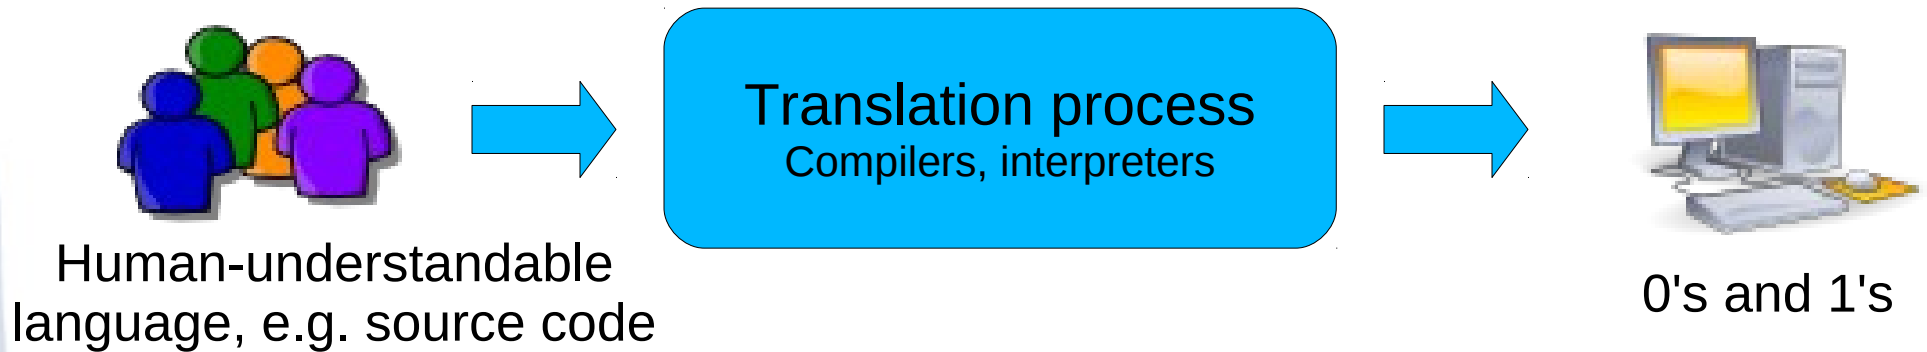 Translation process
Compilers, interpreters
Human-understandable
language, e.g. source code
0's and 1's